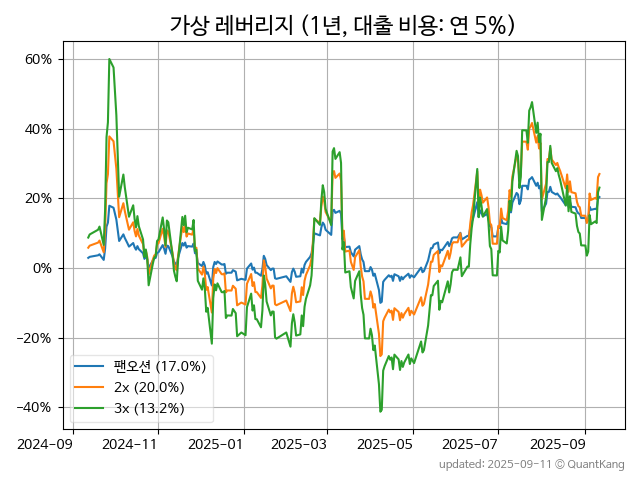 가상 레버리지 (1년, 대출 비용: 연 5%)
60%
40%
20%
0%
−20%
−40%
팬오션 (17.0%)
2x (20.0%)
3x (13.2%)
2024-09 2024-11 2025-01 2025-03 2025-05 2025-07 2025-09
updated: 2025-09-11 © QuantKang